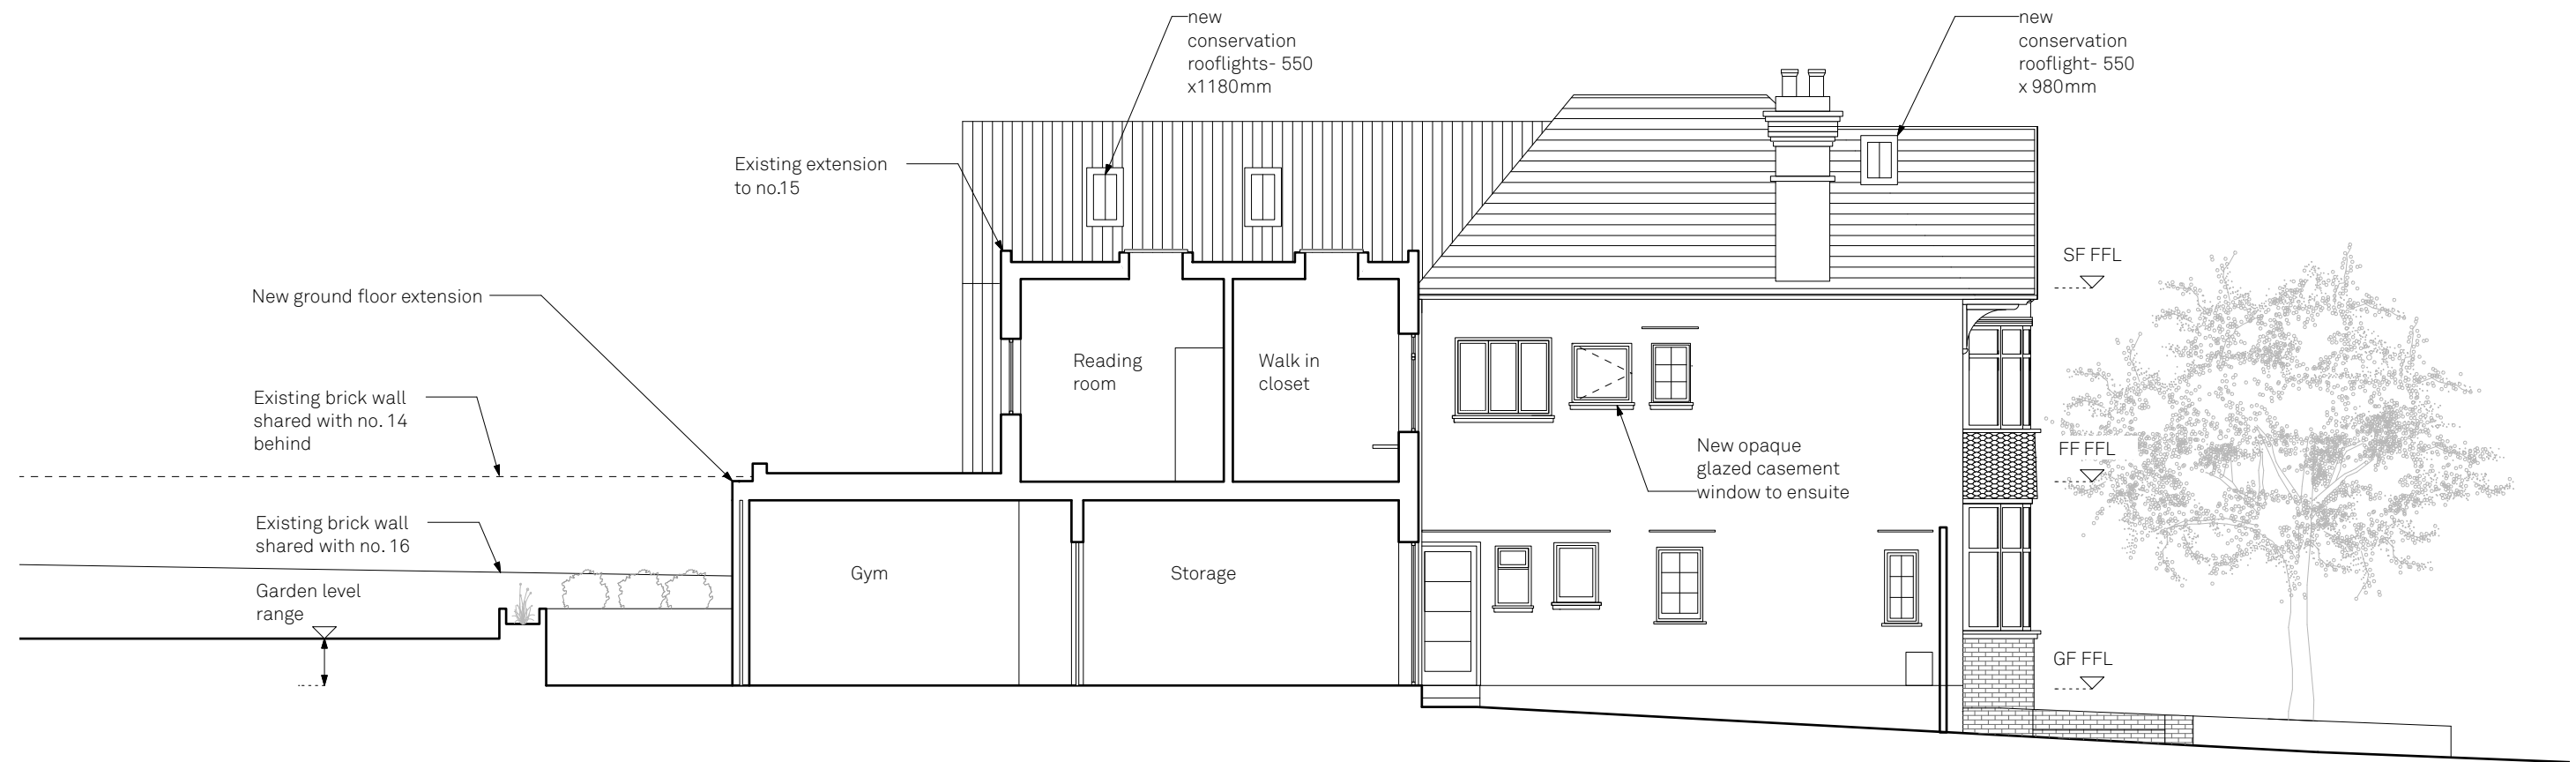 new
conservation
rooflights- 550
x1180mm
new
conservation
rooflight- 550
x 980mm
Existing extension
to no.15
SF FFL
New ground floor extension
Reading
room
Walk in
closet
Existing brick wall
shared with no. 14
behind
New opaque
glazed casement
window to ensuite
FF FFL
Existing brick wall
shared with no. 16
Gym
Storage
Garden level
range
GF FFL